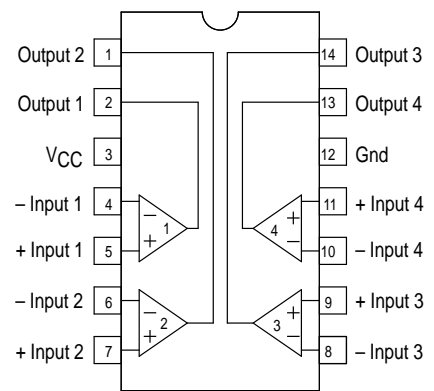 Output 2 1 14 Output 3
Output 1 2 13 Output 4
VCC 3 12 Gnd
– Input 1 4 – + 11 + Input 4
1 4
+ Input 1 5 + – 10 – Input 4
– Input 2 6 – + 9 + Input 3
2 3
+ Input 2 7 + – 8 – Input 3